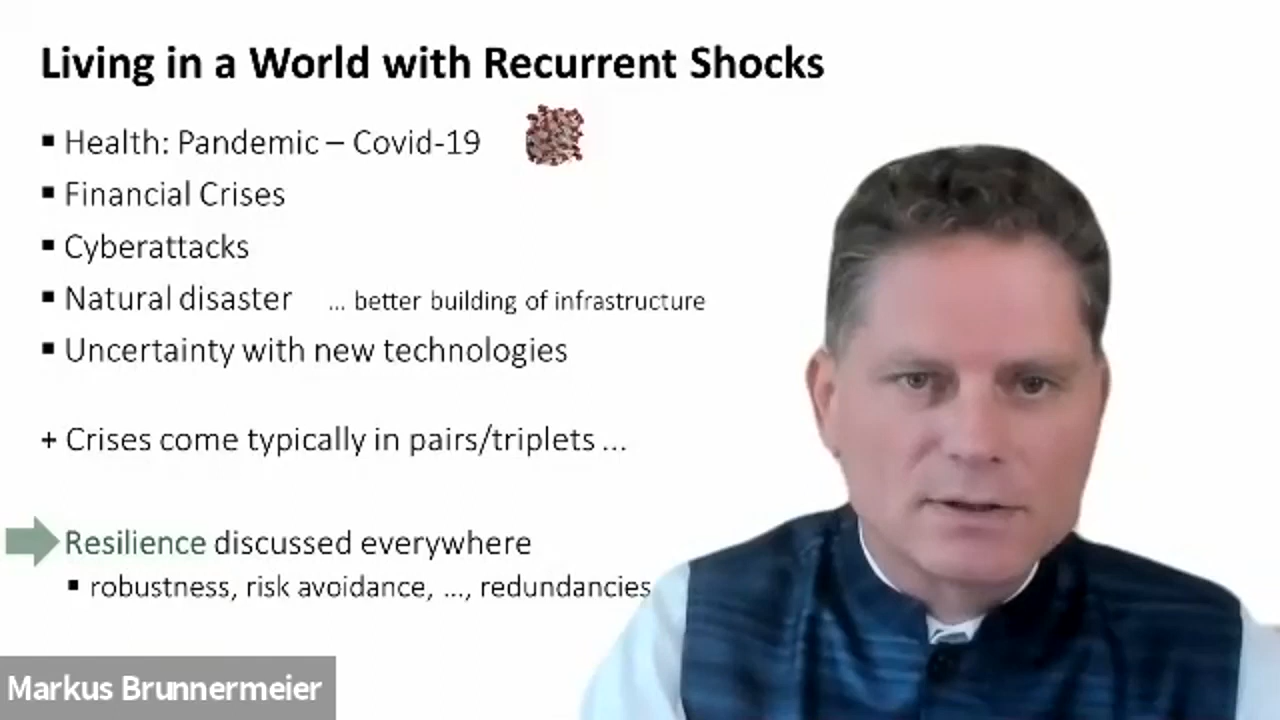 Living in a World with Recurrent Shocks
▪ Health: Pandemic – Covid-19
▪ Financial Crises
▪ Cyberattacks
▪ Natural disaster ... better building of infrastructure
▪ Uncertainty with new technologies
+ Crises come typically in pairs/triplets ...
Resilience discussed everywhere
▪ robustness, risk avoidance, ..., redundancies
Markus Brunnermeier